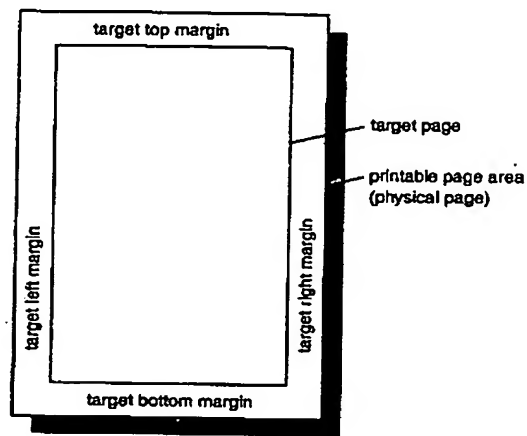 target top margin
target page
printable page area
(physical page)
target left margin
target right margin
target bottom margin